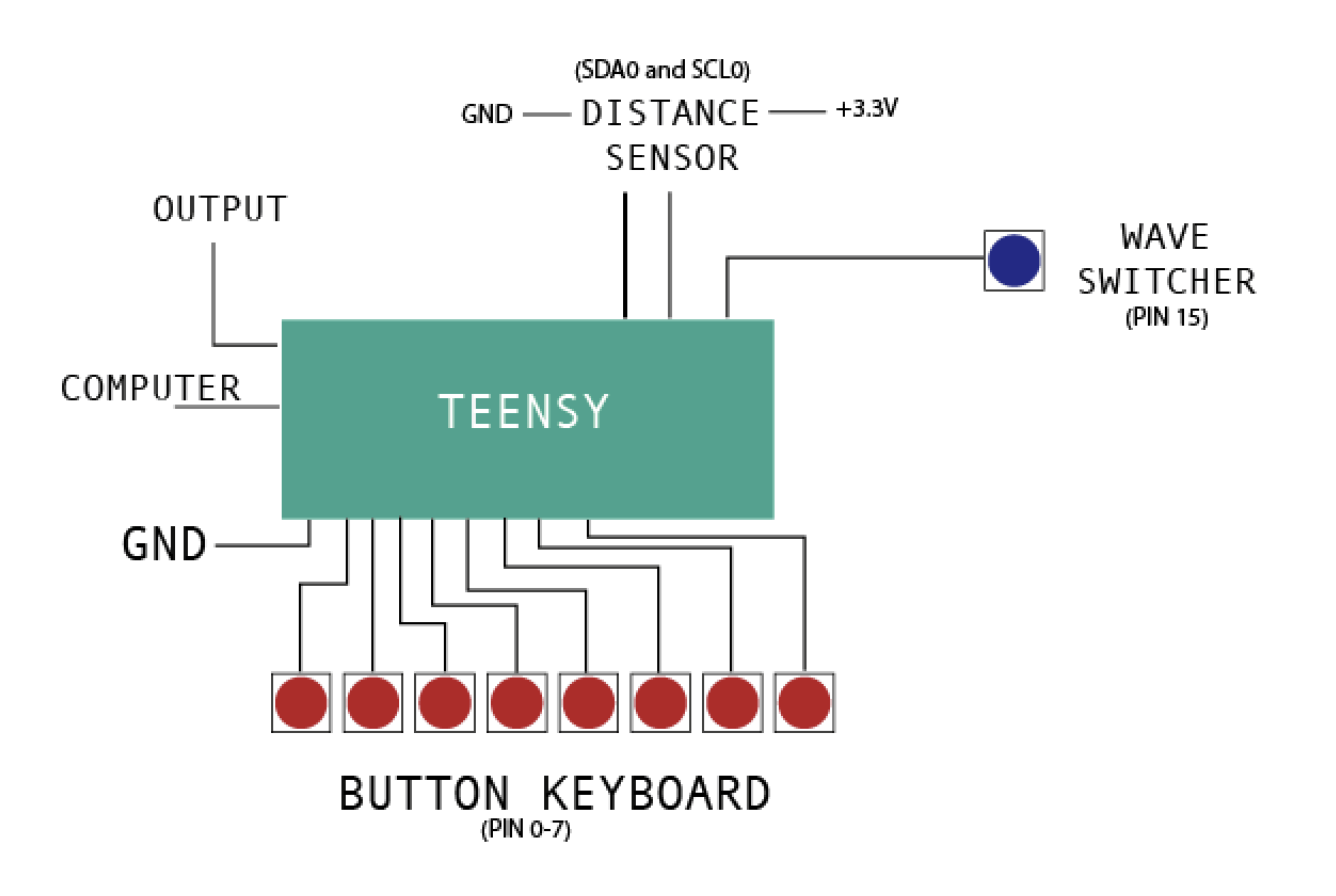 (SDA0 and SCL0)
GND DISTANCE +3.3V
SENSOR
OUTPUT
WAVE
SWITCHER
(PIN 15)
COMPUTER
TEENSY
GND
BUTTON KEYBOARD
(PIN 0-7)